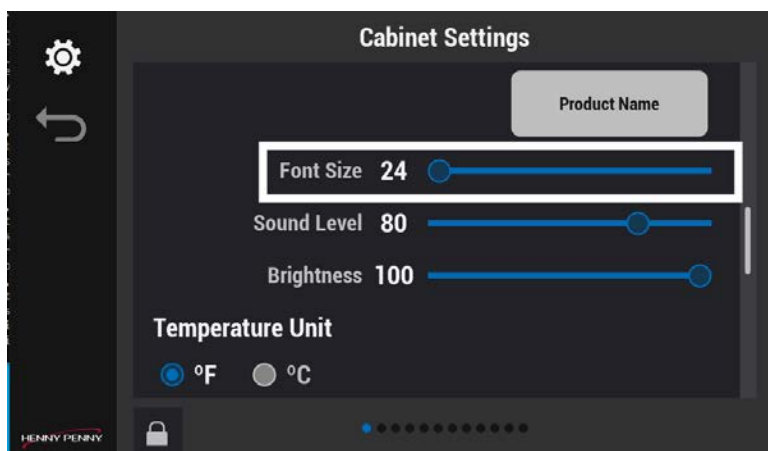 Cabinet Settings
Product Name
Font Size 24
Sound Level 80
Brightness 100
Temperature Unit
°F °C
HENNY PENNY